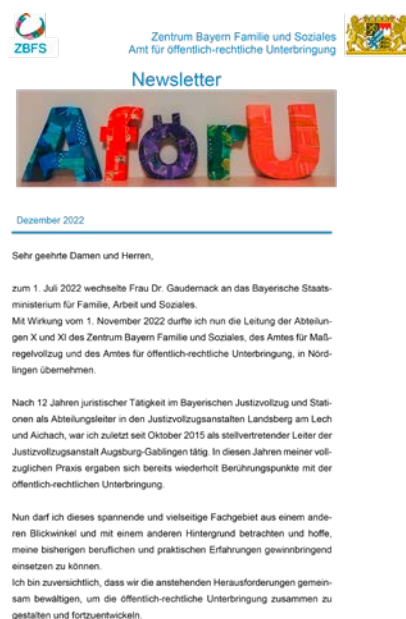 ZBFS
Zentrum Bayern Familie und Soziales
Amt für öffentlich-rechtliche Unterbringung
Newsletter
AförU
Dezember 2022
Sehr geehrte Damen und Herren,
zum 1. Juli 2022 wechselte Frau Dr. Gaudernack an das Bayerische Staats-
ministerium für Familie, Arbeit und Soziales.
Mit Wirkung vom 1. November 2022 durfte ich nun die Leitung der Abteilun-
gen X und XI des Zentrum Bayern Familie und Soziales, des Amtes für Maß-
regelvollzug und des Amtes für öffentlich-rechtliche Unterbringung, in Nörd-
lingen übernehmen.
Nach 12 Jahren juristischer Tätigkeit im Bayerischen Justizvollzug und Stati-
onen als Abteilungsleiter in den Justizvollzugsanstalten Landsberg am Lech
und Aichach, war ich zuletzt seit Oktober 2015 als stellvertretender Leiter der
Justizvollzugsanstalt Augsburg-Gablingen tätig. In diesen Jahren meiner voll-
zuglichen Praxis ergaben sich bereits wiederholt Berührungspunkte mit der
öffentlich-rechtlichen Unterbringung.
Nun darf ich dieses spannende und vielseitige Fachgebiet aus einem ande-
ren Blickwinkel und mit einem anderen Hintergrund betrachten und hoffe,
meine bisherigen beruflichen und praktischen Erfahrungen gewinnbringend
einsetzen zu können.
Ich bin zuversichtlich, dass wir die anstehenden Herausforderungen gemein-
sam bewältigen, um die öffentlich-rechtliche Unterbringung zusammen zu
gestalten und fortzuentwickeln.